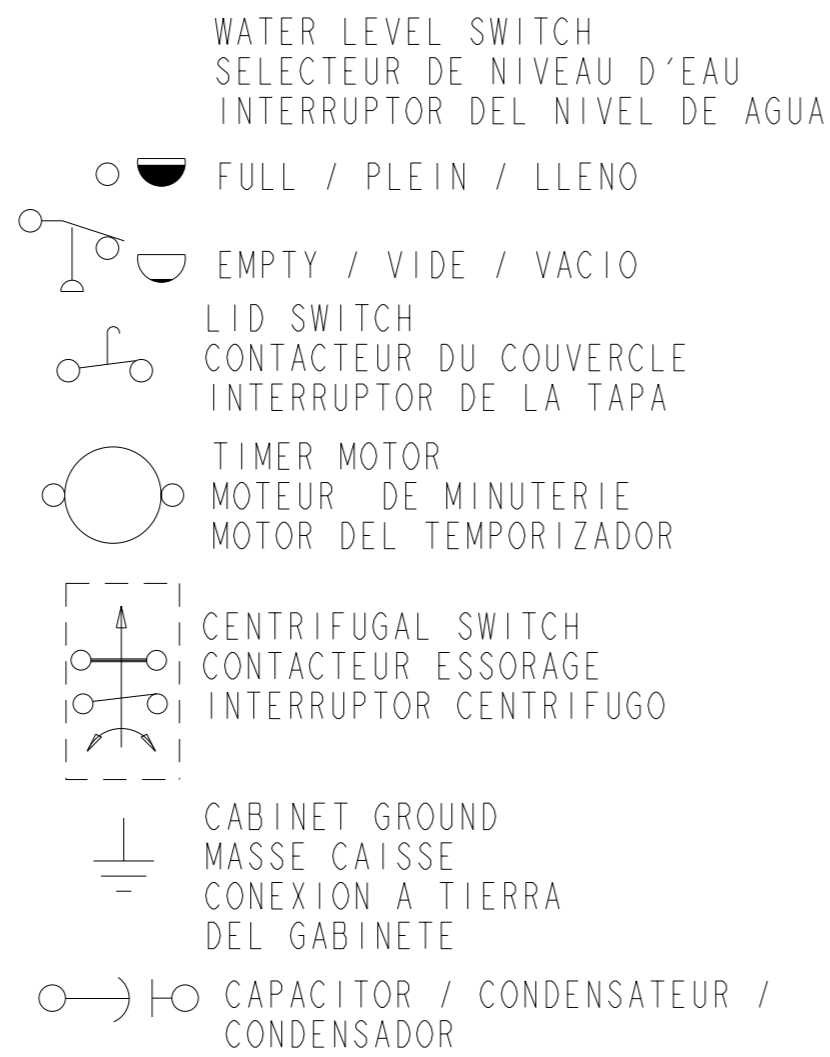 WATER LEVEL SWITCH
SELECTEUR DE NIVEAU D'EAU
INTERRUPTOR DEL NIVEL DE AGUA
FULL / PLEIN / LLENO
EMPTY / VIDE / VACIO
LID SWITCH
CONTACTEUR DU COUVERCLE
INTERRUPTOR DE LA TAPA
TIMER MOTOR
MOTEUR DE MINUTERIE
MOTOR DEL TEMPORIZADOR
CENTRIFUGAL SWITCH
CONTACTEUR ESSORAGE
INTERRUPTOR CENTRIFUGO
CABINET GROUND
MASSE CAISSE
CONEXION A TIERRA
DEL GABINETE
CAPACITOR / CONDENSATEUR /
CONDENSADOR